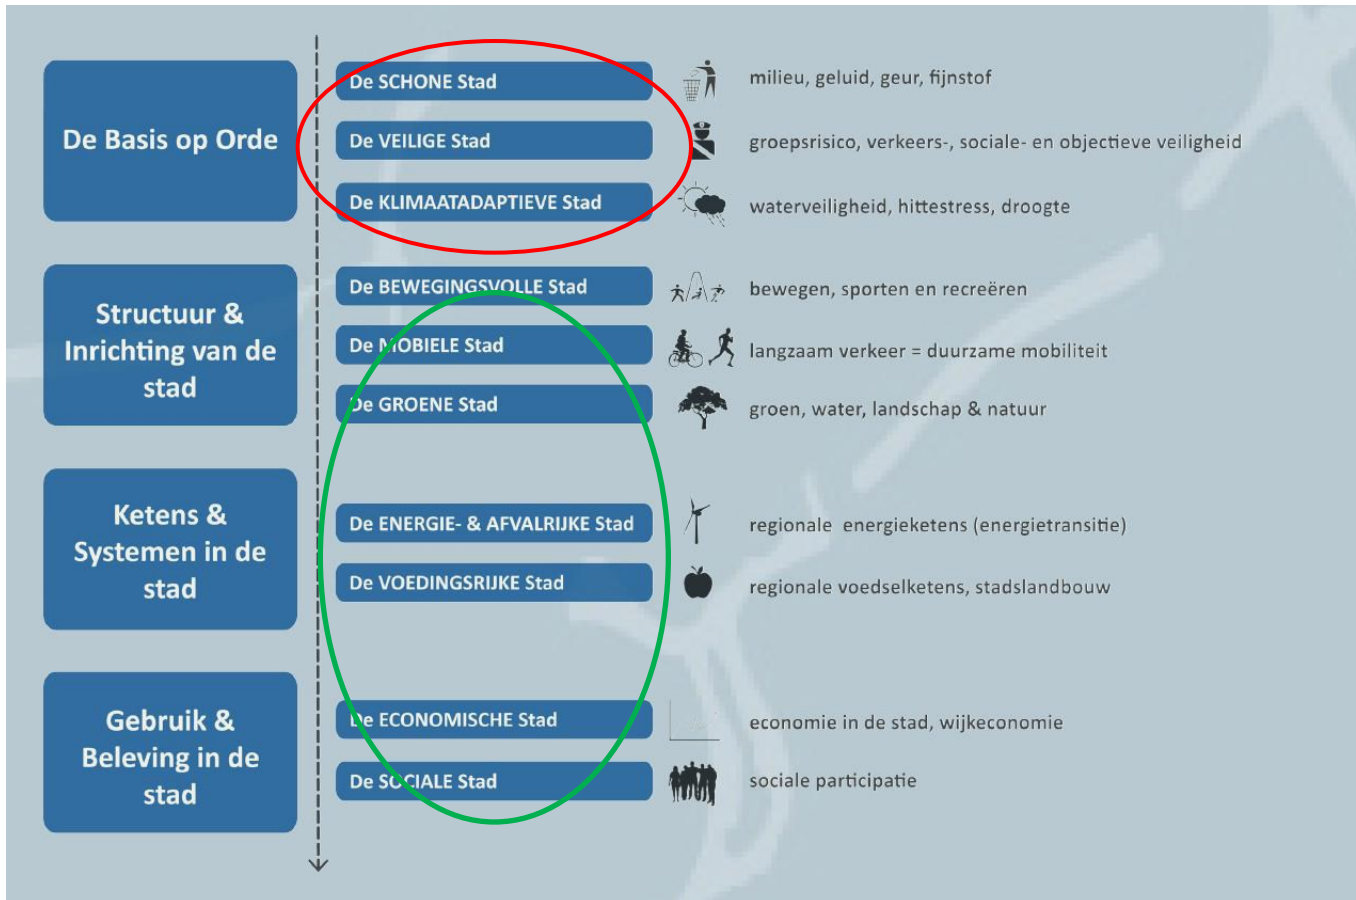 De Basis op Orde
De SCHONE Stad
milieu, geluid, geur, fijnstof
De VEILIGE Stad
groepsrisico, verkeers-, sociale- en objectieve veiligheid
De KLIMAATADAPTIEVE Stad
waterveiligheid, hittestress, droogte
Structuur &
Inrichting van de
stad
De BEWEGINGSVOLLE Stad
bewegen, sporten en recreëren
De MOBIELE Stad
langzaam verkeer = duurzame mobiliteit
De GROENE Stad
groen, water, landschap & natuur
Ketens &
Systemen in de
stad
De ENERGIE- & AFVALRIJKE Stad
regionale energieketens (energietransitie)
De VOEDINGSRIJKE Stad
regionale voedselketens, stadslandbouw
Gebruik &
Beleving in de
stad
De ECONOMISCHE Stad
economie in de stad, wijkeconomie
De SOCIALE Stad
sociale participatie